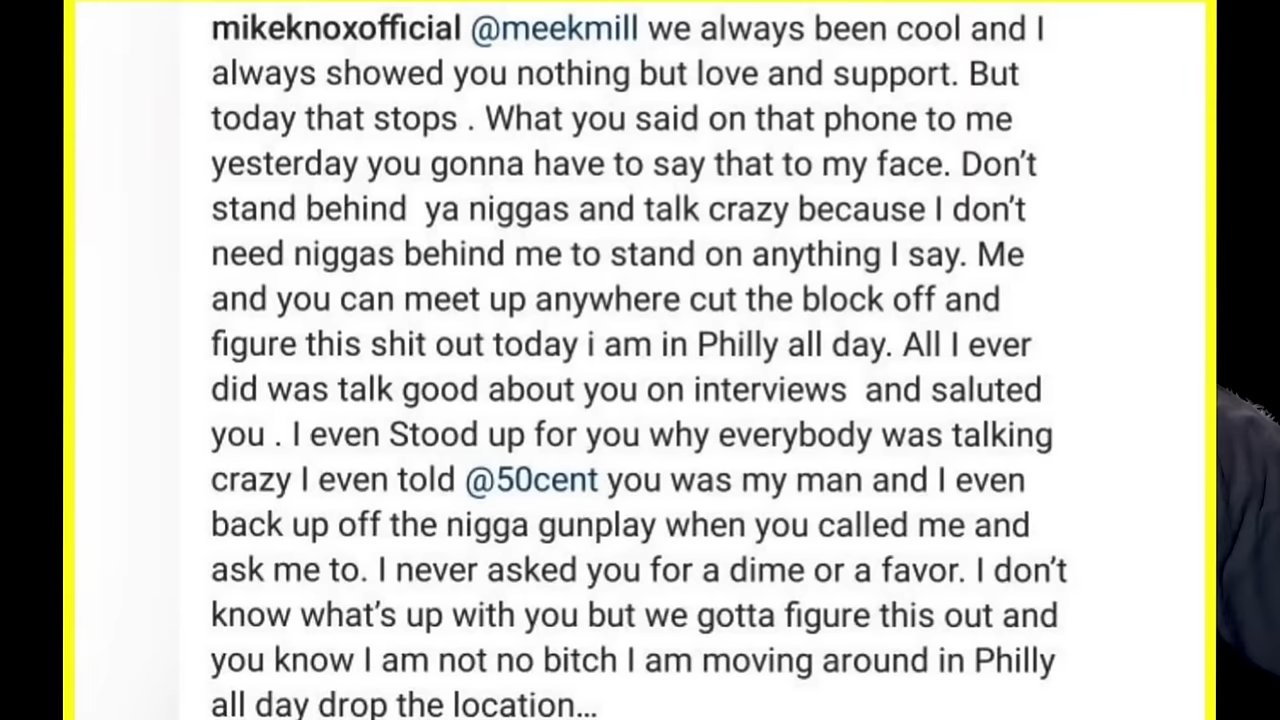 mikeknoxofficial @meekmill we always been cool and I
always showed you nothing but love and support. But
today that stops . What you said on that phone to me
yesterday you gonna have to say that to my face. Don’t
stand behind  ya niggas and talk crazy because I don’t
need niggas behind me to stand on anything I say. Me
and you can meet up anywhere cut the block off and
figure this shit out today i am in Philly all day. All I ever
did was talk good about you on interviews  and saluted
you . I even Stood up for you why everybody was talking
crazy I even told @50cent you was my man and I even
back up off the nigga gunplay when you called me and
ask me to. I never asked you for a dime or a favor. I don’t
know what’s up with you but we gotta figure this out and
you know I am not no bitch I am moving around in Philly
all day drop the location...